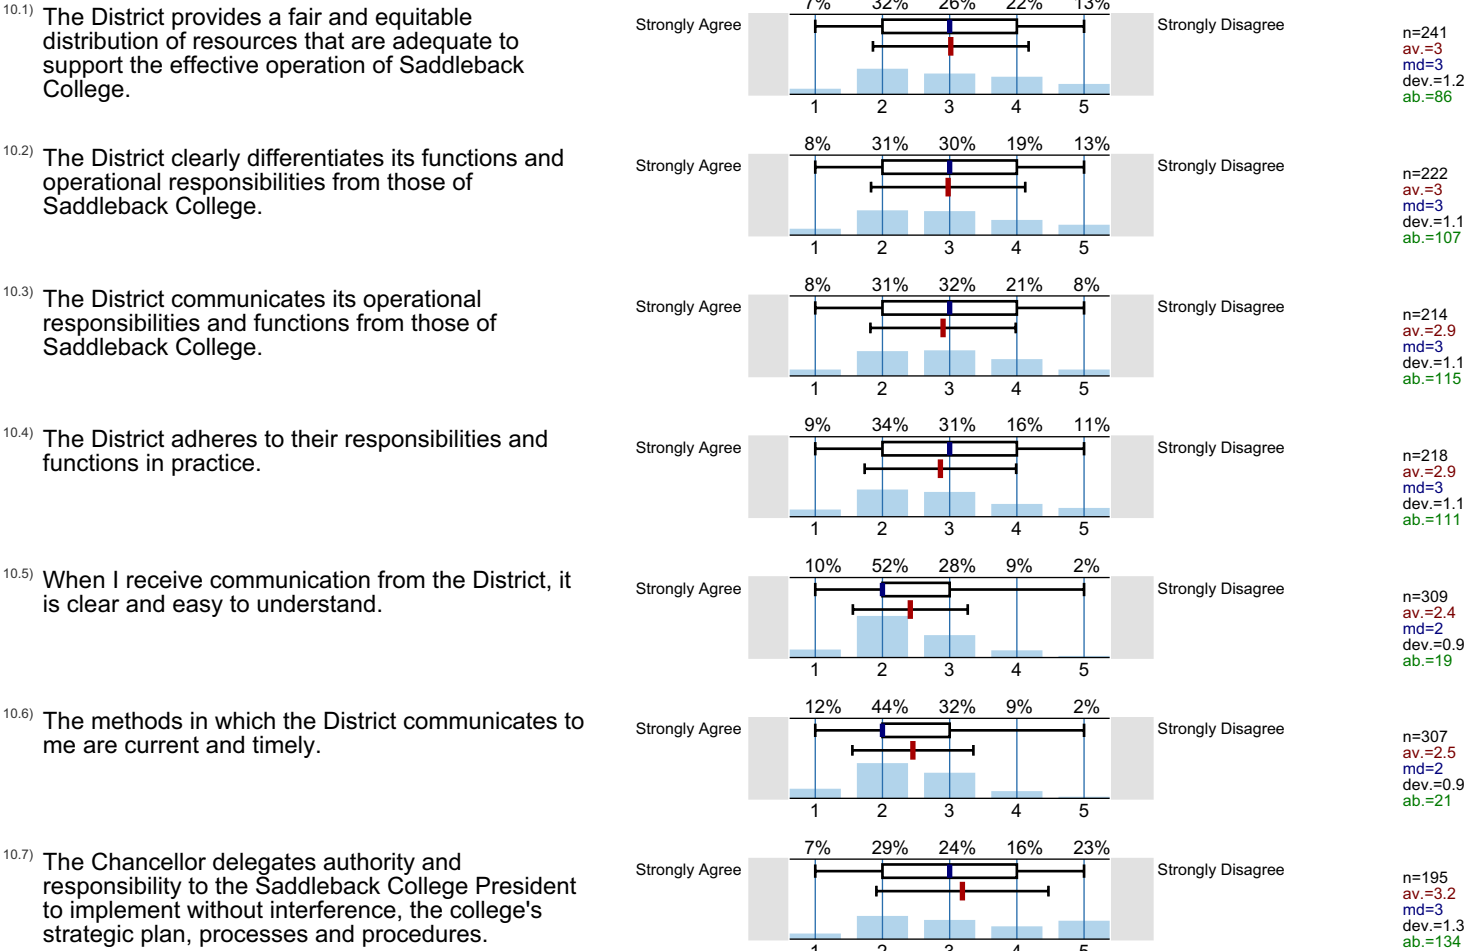 10.1) The District provides a fair and equitable
distribution of resources that are adequate to
support the effective operation of Saddleback
College.
7% 32% 26% 22% 13%
Strongly Agree Strongly Disagree
1 2 3 4 5
n=241
av.=3
md=3
dev.=1.2
ab.=86
10.2) The District clearly differentiates its functions and
operational responsibilities from those of
Saddleback College.
8% 31% 30% 19% 13%
Strongly Agree Strongly Disagree
1 2 3 4 5
n=222
av.=3
md=3
dev.=1.1
ab.=107
10.3) The District communicates its operational
responsibilities and functions from those of
Saddleback College.
8% 31% 32% 21% 8%
Strongly Agree Strongly Disagree
1 2 3 4 5
n=214
av.=2.9
md=3
dev.=1.1
ab.=115
10.4) The District adheres to their responsibilities and
functions in practice.
9% 34% 31% 16% 11%
Strongly Agree Strongly Disagree
1 2 3 4 5
n=218
av.=2.9
md=3
dev.=1.1
ab.=111
10.5) When I receive communication from the District, it
is clear and easy to understand.
10% 52% 28% 9% 2%
Strongly Agree Strongly Disagree
1 2 3 4 5
n=309
av.=2.4
md=2
dev.=0.9
ab.=19
10.6) The methods in which the District communicates to
me are current and timely.
12% 44% 32% 9% 2%
Strongly Agree Strongly Disagree
1 2 3 4 5
n=307
av.=2.5
md=2
dev.=0.9
ab.=21
10.7) The Chancellor delegates authority and
responsibility to the Saddleback College President
to implement without interference, the college's
strategic plan, processes and procedures.
7% 29% 24% 16% 23%
Strongly Agree Strongly Disagree
1 2 3 4 5
n=195
av.=3.2
md=3
dev.=1.3
ab.=134